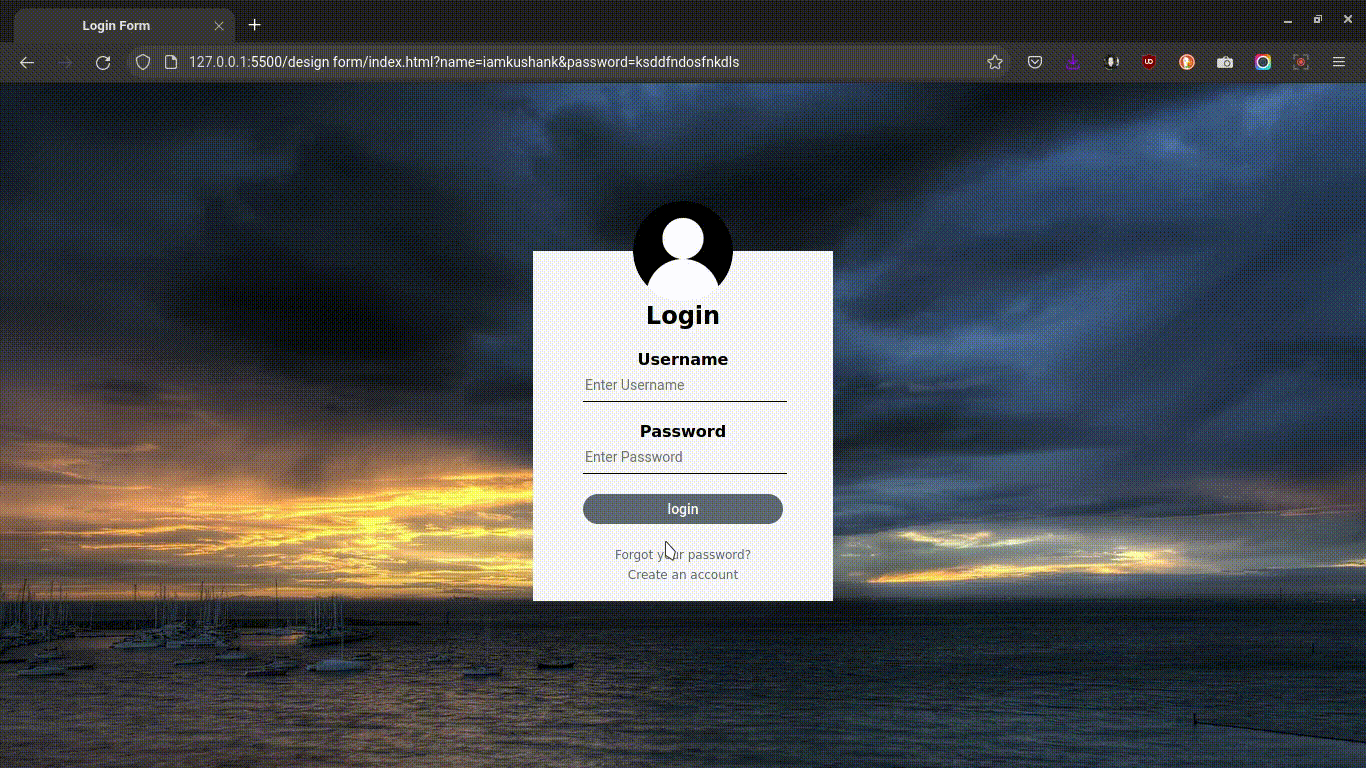 Login Form
127.0.0.1:5500/design form/index.html?name=iamkushank&password=ksddfndosfnkdls
Login
Username
Enter Username
Password
Enter Password
login
Forgot your password?
Create an account